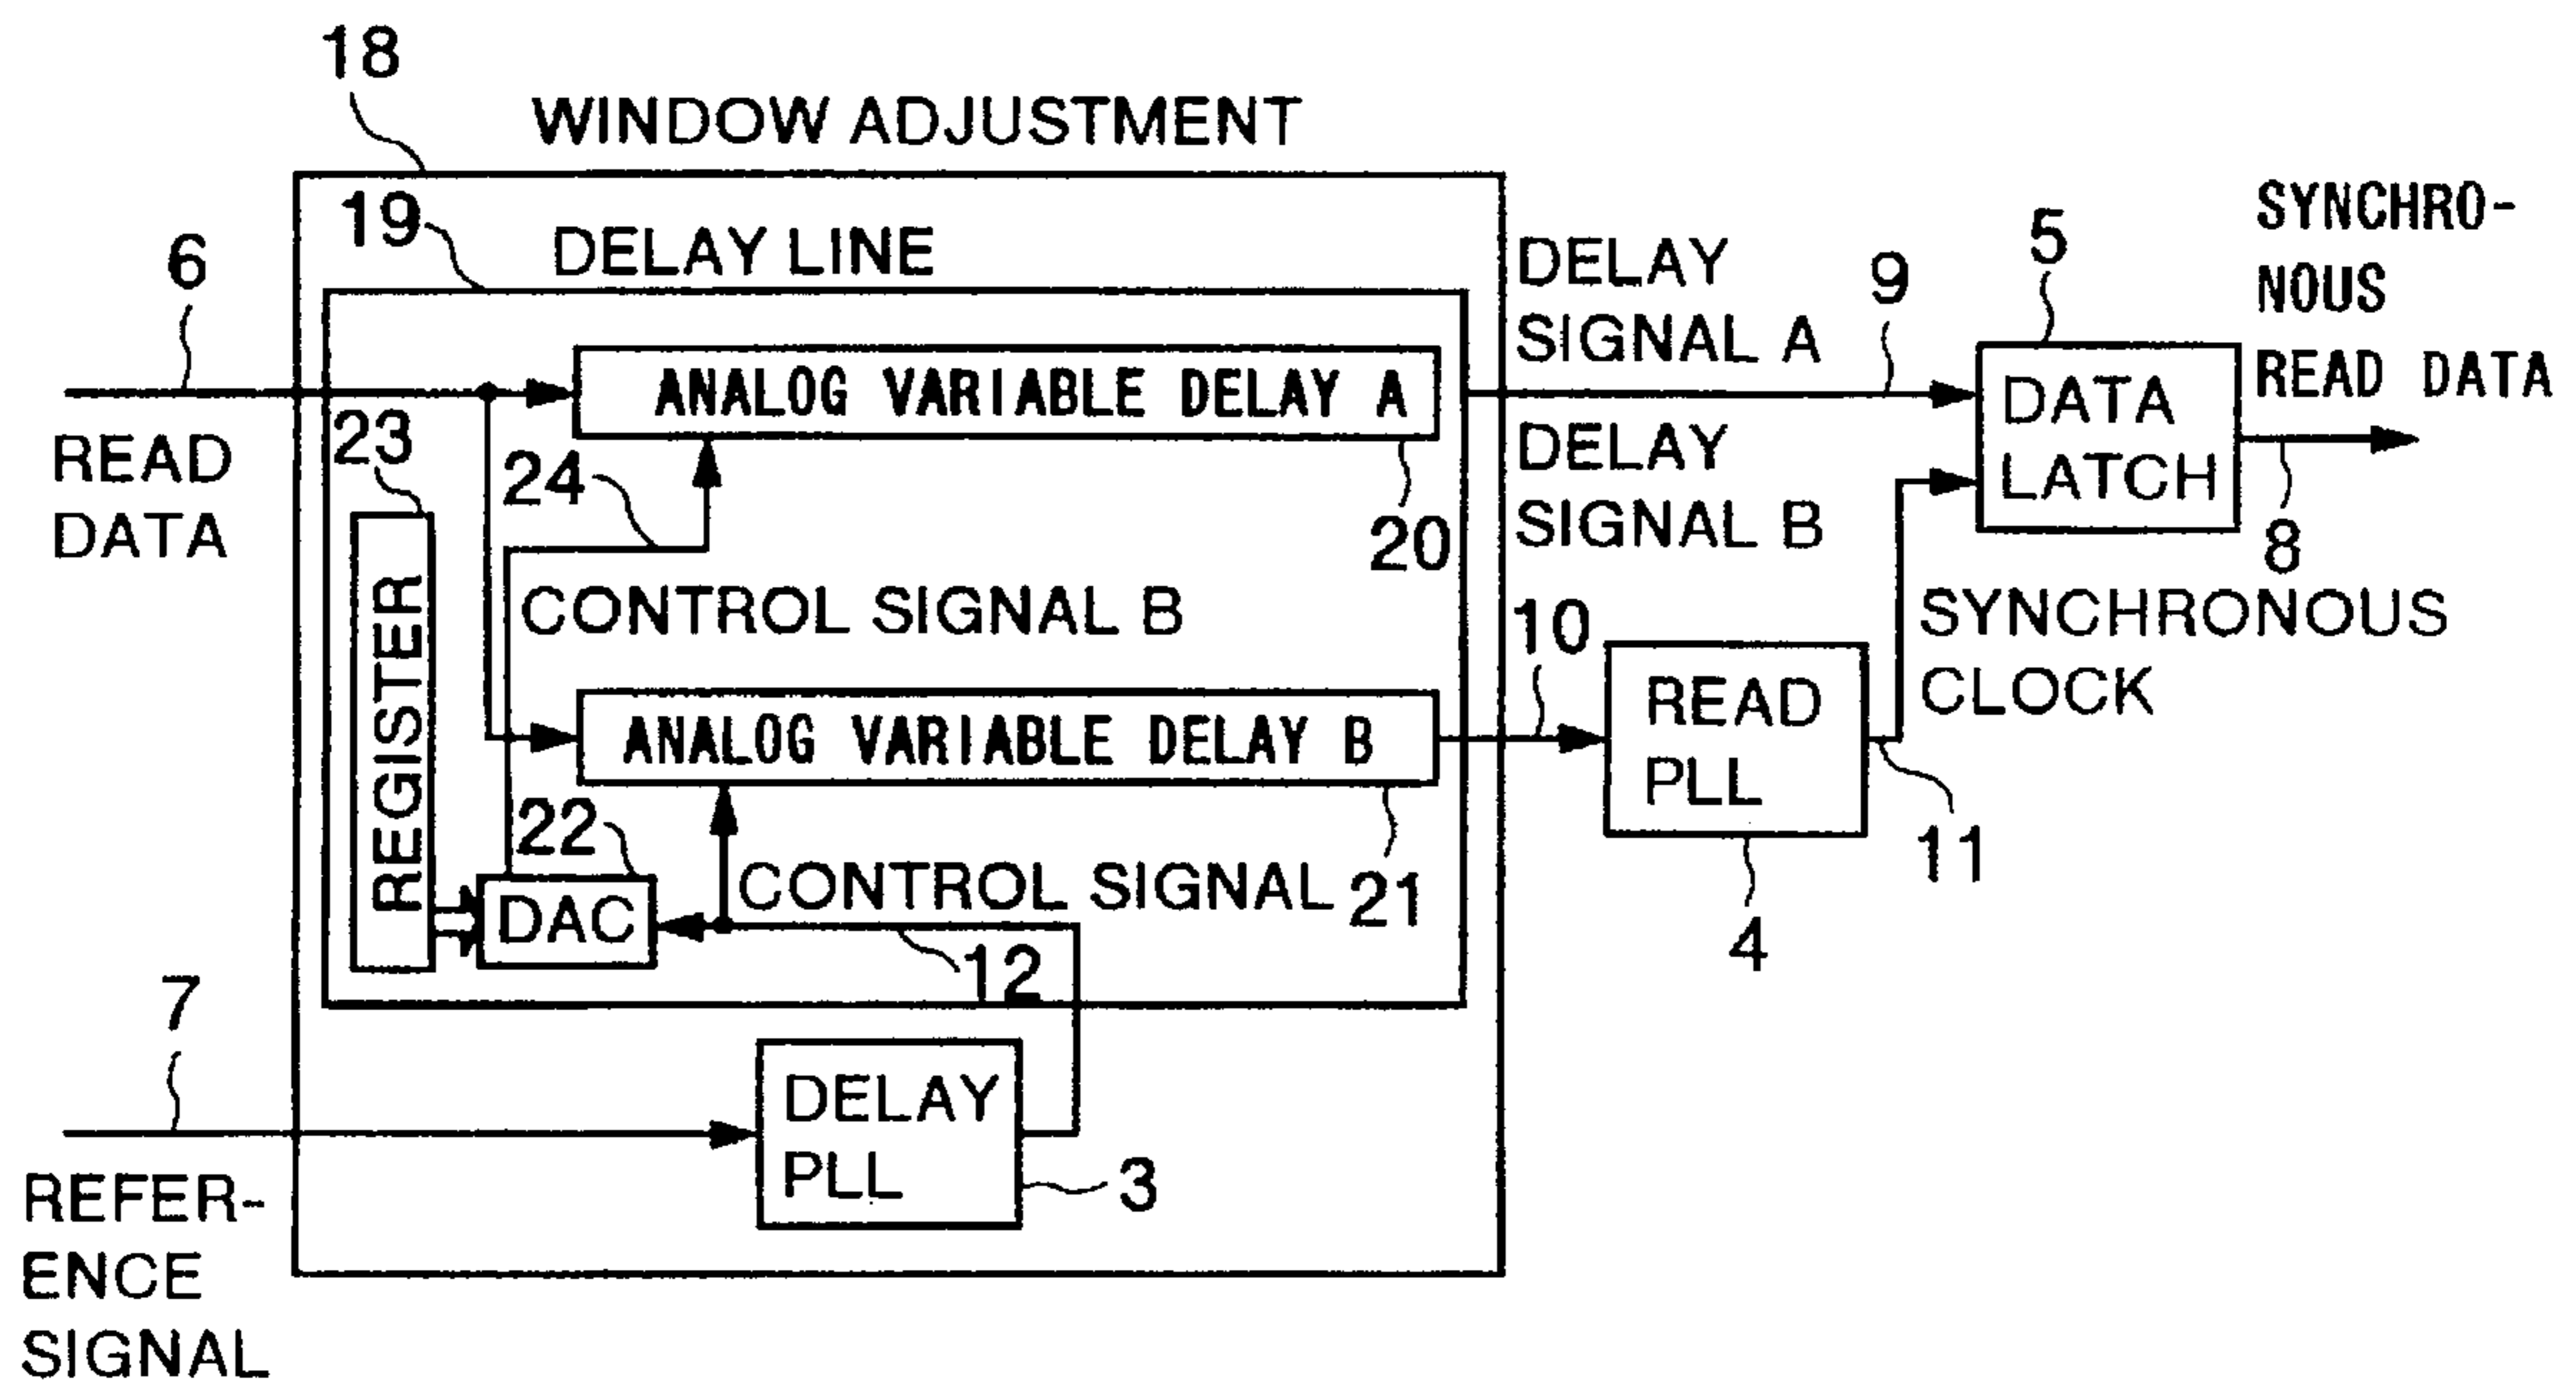 18
WINDOW ADJUSTMENT
19
DELAY LINE
6
READ
DATA
ANALOG VARIABLE DELAY A
20
23
REGISTER
24
CONTROL SIGNAL B
ANALOG VARIABLE DELAY B
21
22
DAC
CONTROL SIGNAL
12
7
REFER-
ENCE
SIGNAL
DELAY
PLL
3
DELAY
SIGNAL A
9
DELAY
SIGNAL B
10
READ
PLL
4
11
SYNCHRONOUS
CLOCK
5
DATA
LATCH
8
SYNCHRO-
NOUS
READ DATA